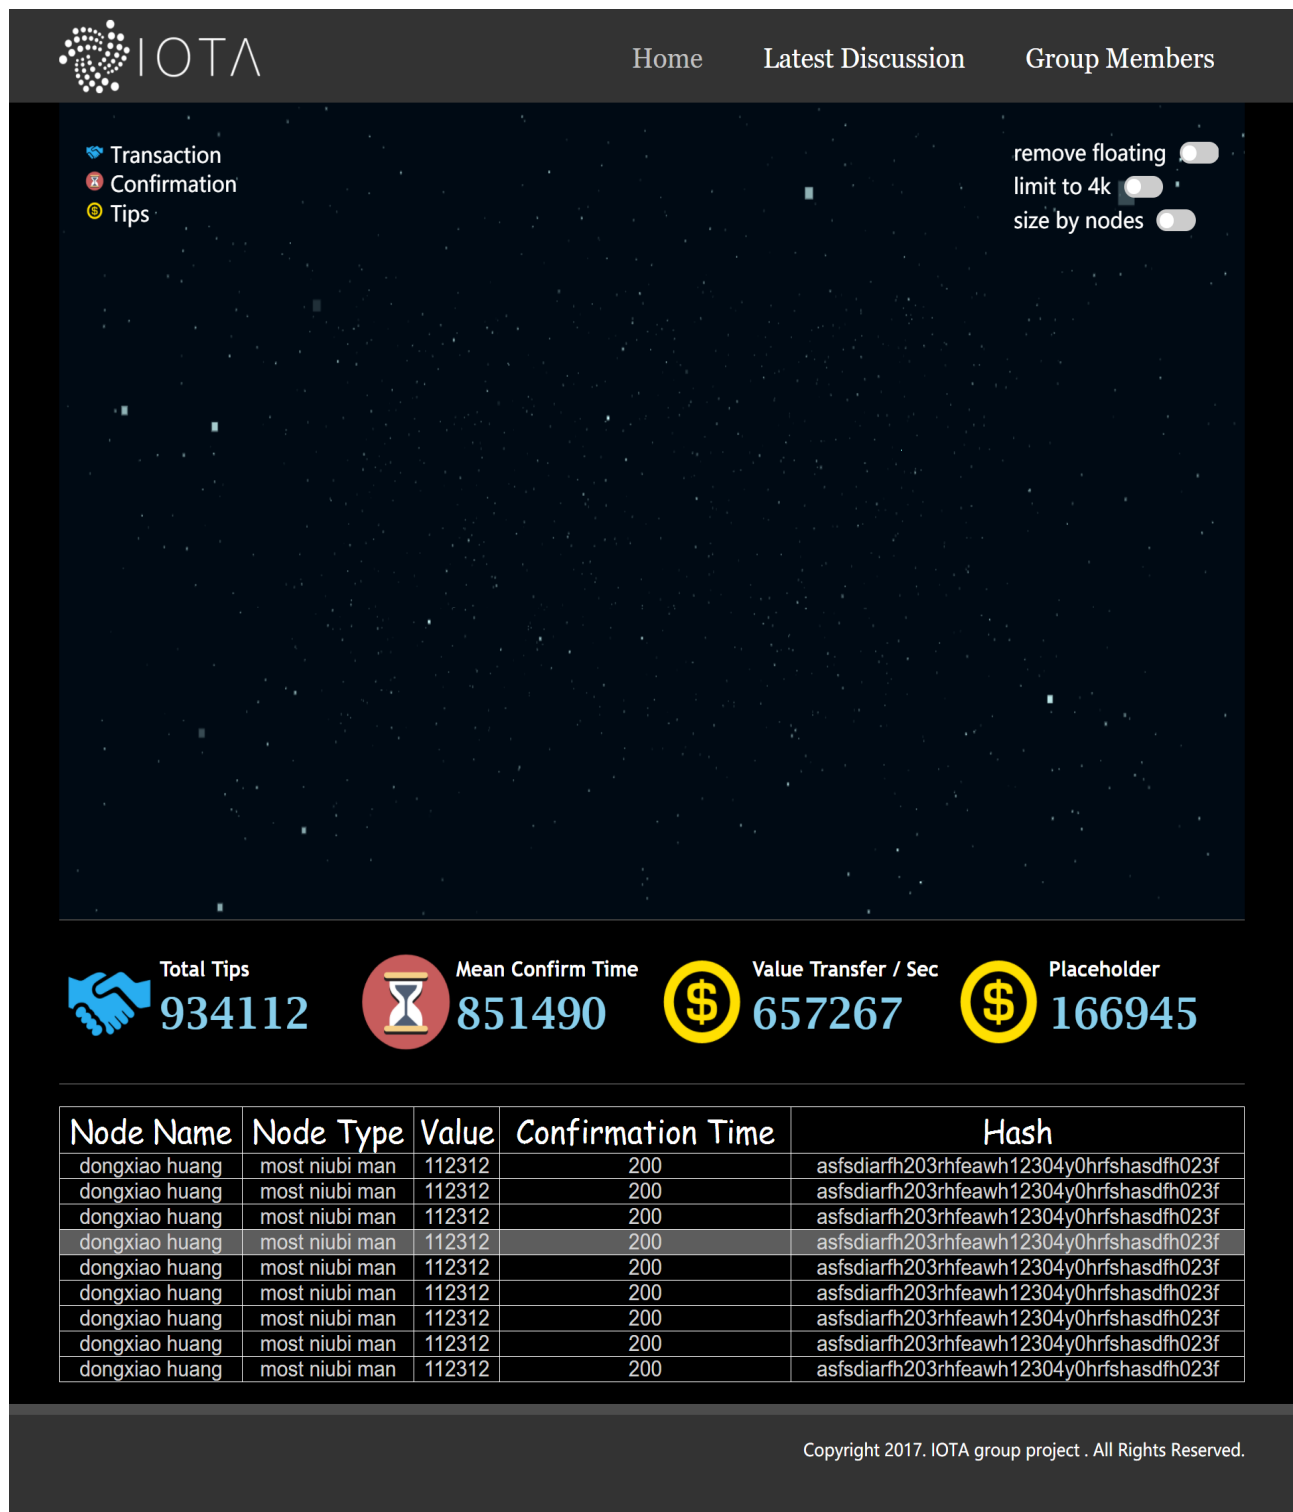 IOTA
Home Latest Discussion Group Members
Transaction
Confirmation
Tips
remove floating
limit to 4k
size by nodes
Total Tips
934112
Mean Confirm Time
851490
Value Transfer / Sec
657267
Placeholder
166945
Node Name Node Type Value Confirmation Time Hash
dongxiao huang most niubi man 112312 200 asfsdiarfh203rhfeawh12304y0hrfshasdfh023f
dongxiao huang most niubi man 112312 200 asfsdiarfh203rhfeawh12304y0hrfshasdfh023f
dongxiao huang most niubi man 112312 200 asfsdiarfh203rhfeawh12304y0hrfshasdfh023f
dongxiao huang most niubi man 112312 200 asfsdiarfh203rhfeawh12304y0hrfshasdfh023f
dongxiao huang most niubi man 112312 200 asfsdiarfh203rhfeawh12304y0hrfshasdfh023f
dongxiao huang most niubi man 112312 200 asfsdiarfh203rhfeawh12304y0hrfshasdfh023f
dongxiao huang most niubi man 112312 200 asfsdiarfh203rhfeawh12304y0hrfshasdfh023f
dongxiao huang most niubi man 112312 200 asfsdiarfh203rhfeawh12304y0hrfshasdfh023f
dongxiao huang most niubi man 112312 200 asfsdiarfh203rhfeawh12304y0hrfshasdfh023f
Copyright 2017. IOTA group project . All Rights Reserved.